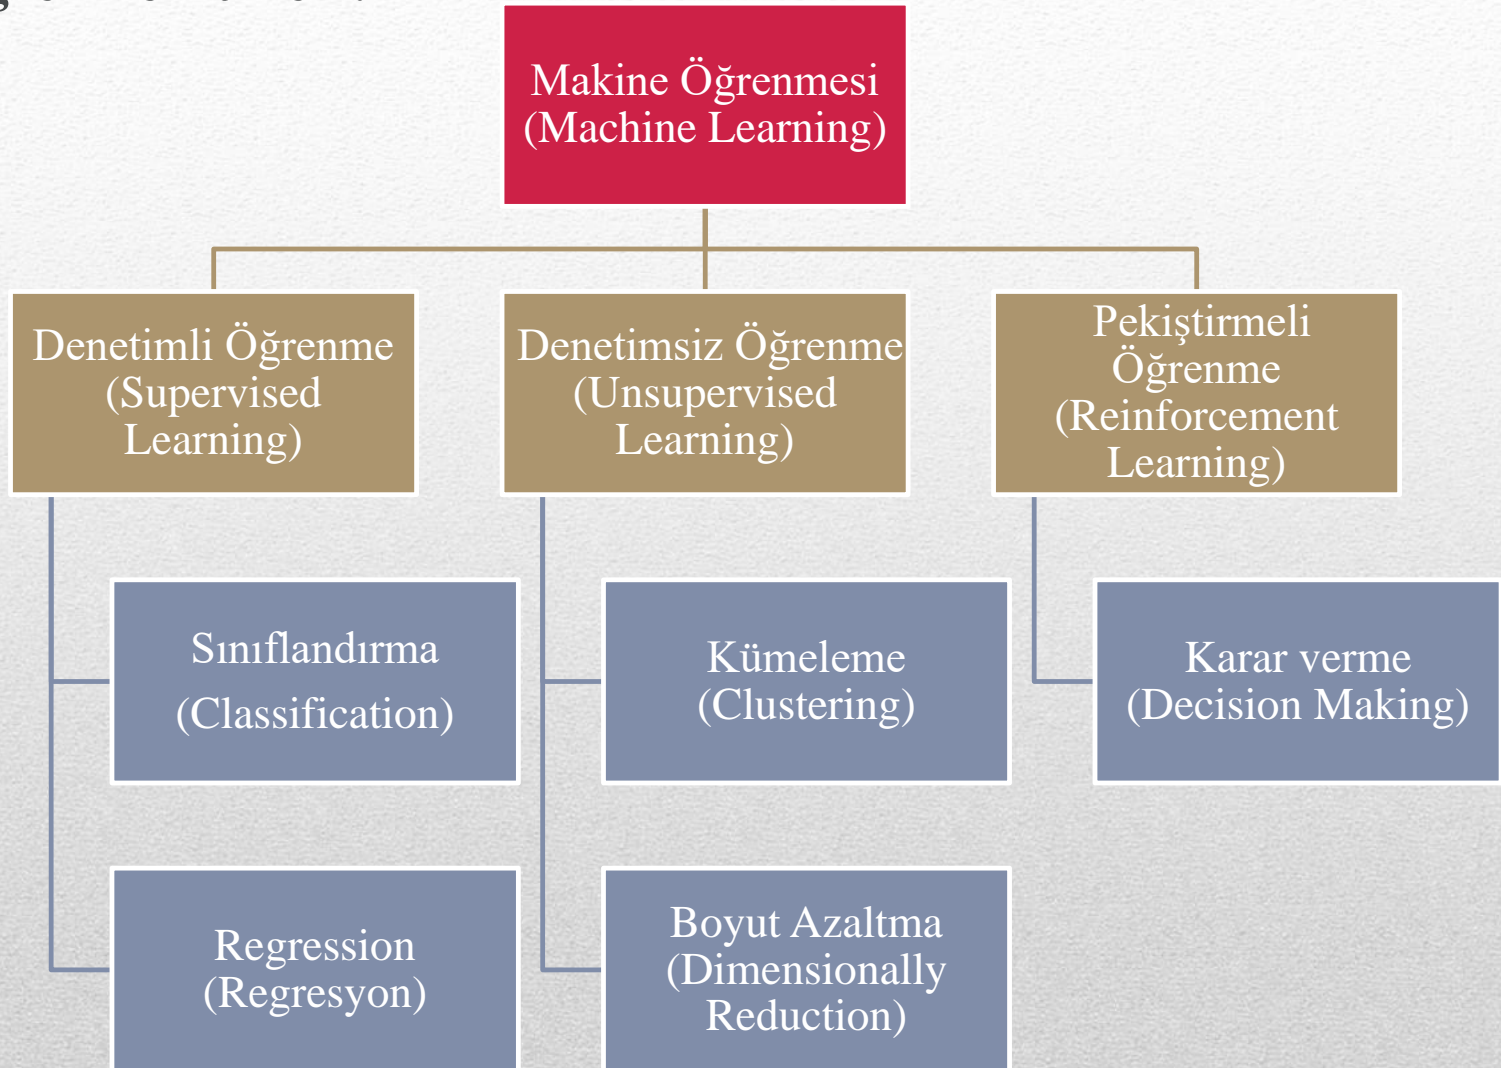 Makine Öğrenmesi
(Machine Learning)
Denetimli Öğrenme
(Supervised
Learning)
Denetimsiz Öğrenme
(Unsupervised
Learning)
Pekiştirmeli
Öğrenme
(Reinforcement
Learning)
Sınıflandırma
(Classification)
Kümeleme
(Clustering)
Karar verme
(Decision Making)
Regression
(Regresyon)
Boyut Azaltma
(Dimensionally
Reduction)